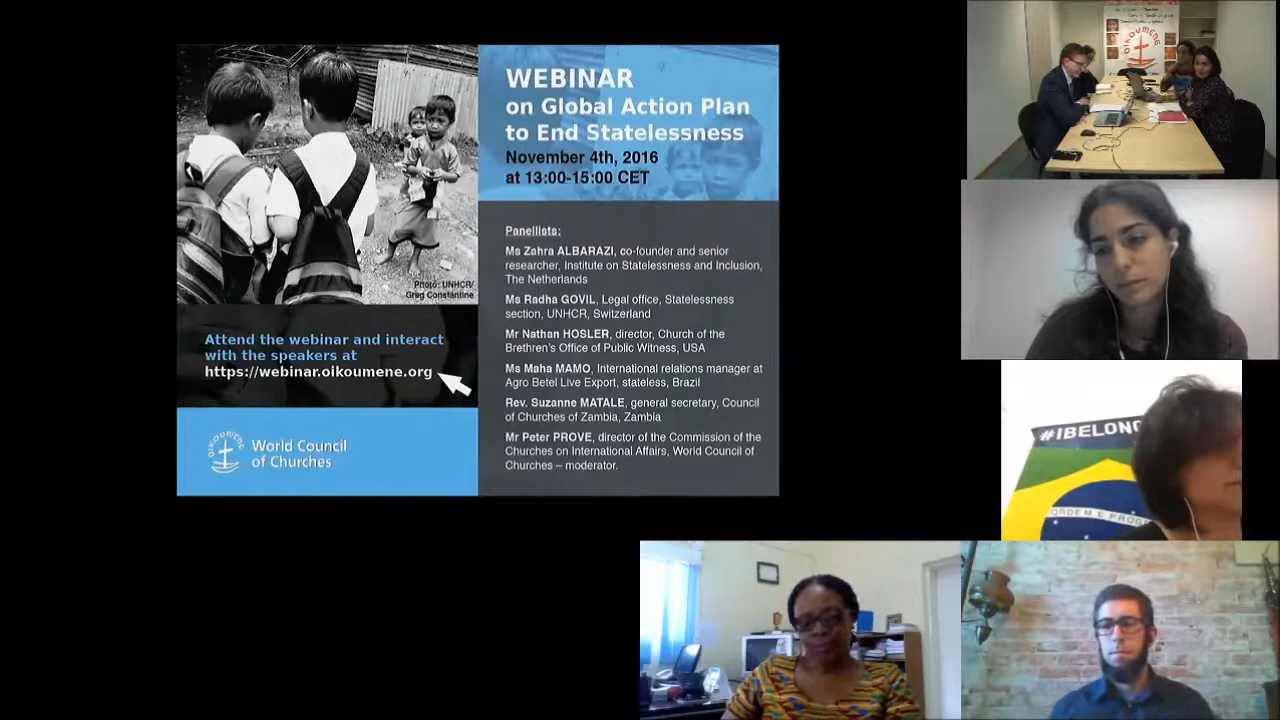 WEBINAR
on Global Action Plan
to End Statelessness
November 4th, 2016
at 13:00-15:00 CET
Photo: UNHCR/
Greg Constantine
Attend the webinar and interact
with the speakers at
https://webinar.oikoumene.org
OIKOUMENE
World Council
of Churches
Panellists:
Ms Zahra ALBARAZI, co-founder and senior
researcher, Institute on Statelessness and Inclusion,
The Netherlands
Ms Radha GOVIL, Legal office, Statelessness
section, UNHCR, Switzerland
Mr Nathan HOSLER, director, Church of the
Brethren's Office of Public Witness, USA
Ms Maha MAMO, International relations manager at
Agro Betel Live Export, stateless, Brazil
Rev. Suzanne MATALE, general secretary, Council
of Churches of Zambia, Zambia
Mr Peter PROVE, director of the Commission of the
Churches on International Affairs, World Council of
Churches – moderator.
OIKOUMENE
#IBELONG
ORDEM E PROG